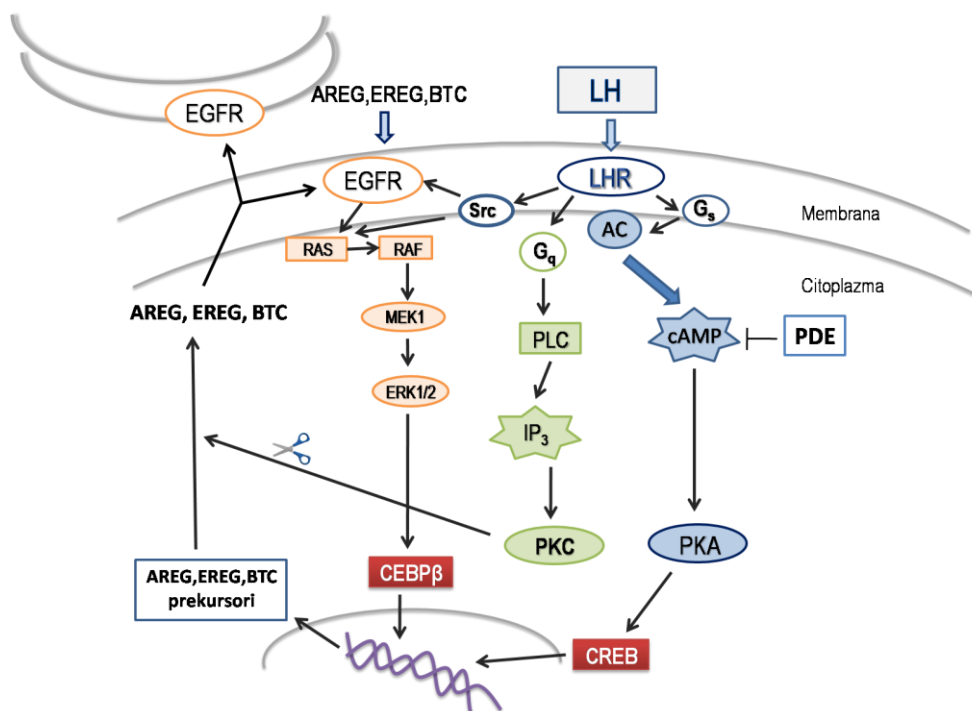 EGFR
AREG,EREG,BTC
LH
EGFR
LHR
Src
Gs
Membrana
AC
RAS
RAF
Gq
Citoplazma
AREG, EREG, BTC
MEK1
PLC
cAMP
PDE
ERK1/2
IP3
PKC
PKA
CEBPβ
AREG,EREG,BTC
prekursori
CREB